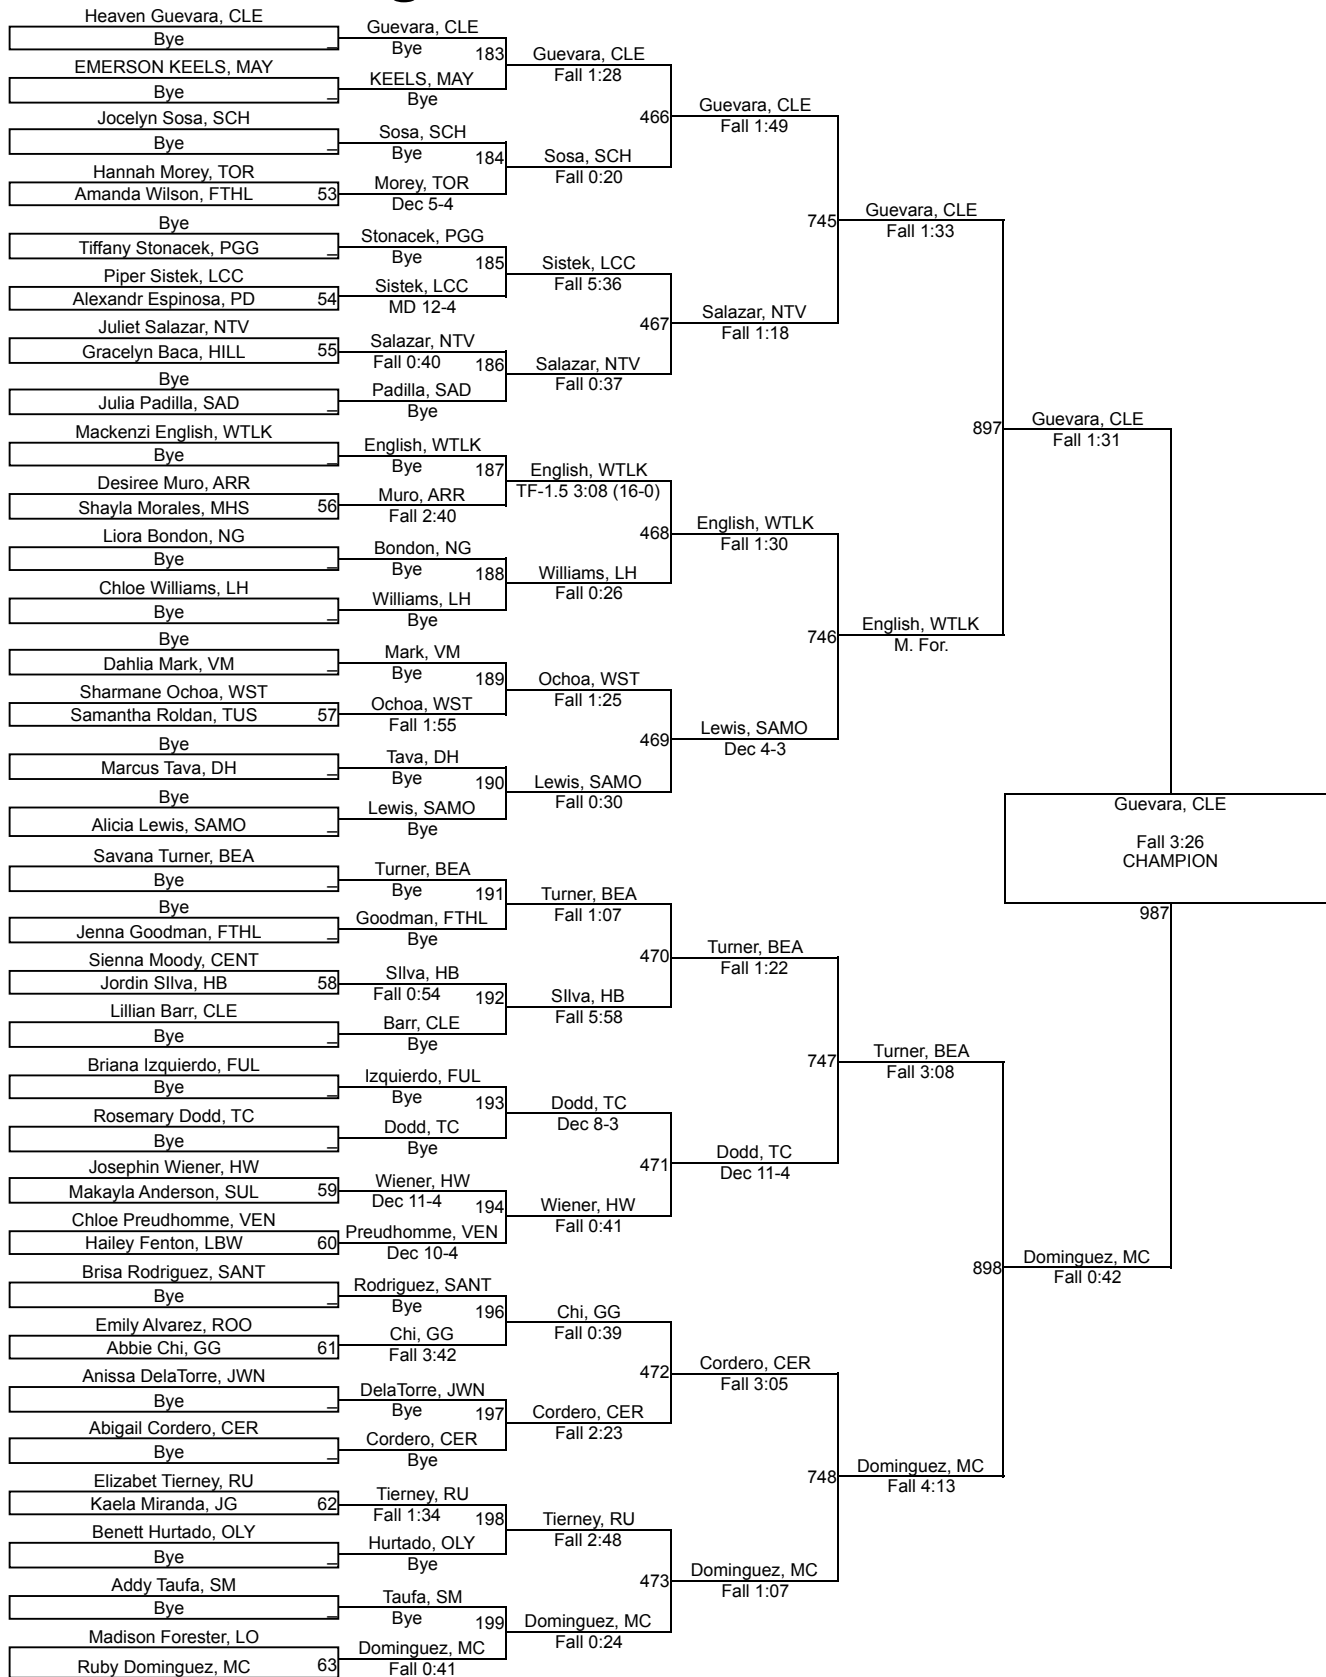 Heaven Guevara, CLE
Bye _
EMERSON KEELS, MAY
Bye _
Jocelyn Sosa, SCH
Bye _
Hannah Morey, TOR
Amanda Wilson, FTHL 53
Bye
Tiffany Stonacek, PGG _
Piper Sistek, LCC
Alexandr Espinosa, PD 54
Juliet Salazar, NTV
Gracelyn Baca, HILL 55
Bye
Julia Padilla, SAD _
Mackenzi English, WTLK
Bye _
Desiree Muro, ARR
Shayla Morales, MHS 56
Liora Bondon, NG
Bye _
Chloe Williams, LH
Bye _
Bye
Dahlia Mark, VM _
Sharmane Ochoa, WST
Samantha Roldan, TUS 57
Bye
Marcus Tava, DH _
Bye
Alicia Lewis, SAMO _
Savana Turner, BEA
Bye _
Bye
Jenna Goodman, FTHL _
Sienna Moody, CENT
Jordin SIlva, HB 58
Lillian Barr, CLE
Bye _
Briana Izquierdo, FUL
Bye _
Rosemary Dodd, TC
Bye _
Josephin Wiener, HW
Makayla Anderson, SUL 59
Chloe Preudhomme, VEN
Hailey Fenton, LBW 60
Brisa Rodriguez, SANT
Bye _
Emily Alvarez, ROO
Abbie Chi, GG 61
Anissa DelaTorre, JWN
Bye _
Abigail Cordero, CER
Bye _
Elizabet Tierney, RU
Kaela Miranda, JG 62
Benett Hurtado, OLY
Bye _
Addy Taufa, SM
Bye _
Madison Forester, LO
Ruby Dominguez, MC 63
Guevara, CLE
Bye 183
KEELS, MAY
Bye
Sosa, SCH
Bye 184
Morey, TOR
Dec 5-4
Stonacek, PGG
Bye 185
Sistek, LCC
MD 12-4
Salazar, NTV
Fall 0:40 186
Padilla, SAD
Bye
English, WTLK
Bye 187
Muro, ARR
Fall 2:40
Bondon, NG
Bye 188
Williams, LH
Bye
Mark, VM
Bye 189
Ochoa, WST
Fall 1:55
Tava, DH
Bye 190
Lewis, SAMO
Bye
Turner, BEA
Bye 191
Goodman, FTHL
Bye
SIlva, HB
Fall 0:54 192
Barr, CLE
Bye
Izquierdo, FUL
Bye 193
Dodd, TC
Bye
Wiener, HW
Dec 11-4 194
Preudhomme, VEN
Dec 10-4
Rodriguez, SANT
Bye 196
Chi, GG
Fall 3:42
DelaTorre, JWN
Bye 197
Cordero, CER
Bye
Tierney, RU
Fall 1:34 198
Hurtado, OLY
Bye
Taufa, SM
Bye 199
Dominguez, MC
Fall 0:41
Guevara, CLE
Fall 1:28
466
Sosa, SCH
Fall 0:20
Sistek, LCC
Fall 5:36
467
Salazar, NTV
Fall 0:37
English, WTLK
TF-1.5 3:08 (16-0)
468
Williams, LH
Fall 0:26
Ochoa, WST
Fall 1:25
469
Lewis, SAMO
Fall 0:30
Turner, BEA
Fall 1:07
470
SIlva, HB
Fall 5:58
Dodd, TC
Dec 8-3
471
Wiener, HW
Fall 0:41
Chi, GG
Fall 0:39
472
Cordero, CER
Fall 2:23
Tierney, RU
Fall 2:48
473
Dominguez, MC
Fall 0:24
Guevara, CLE
Fall 1:49
745
Salazar, NTV
Fall 1:18
English, WTLK
Fall 1:30
746
Lewis, SAMO
Dec 4-3
Turner, BEA
Fall 1:22
747
Dodd, TC
Dec 11-4
Cordero, CER
Fall 3:05
748
Dominguez, MC
Fall 1:07
Guevara, CLE
Fall 1:33
897
English, WTLK
M. For.
Turner, BEA
Fall 3:08
898
Dominguez, MC
Fall 4:13
Guevara, CLE
Fall 1:31
Dominguez, MC
Fall 0:42
Guevara, CLE
Fall 3:26
CHAMPION
987